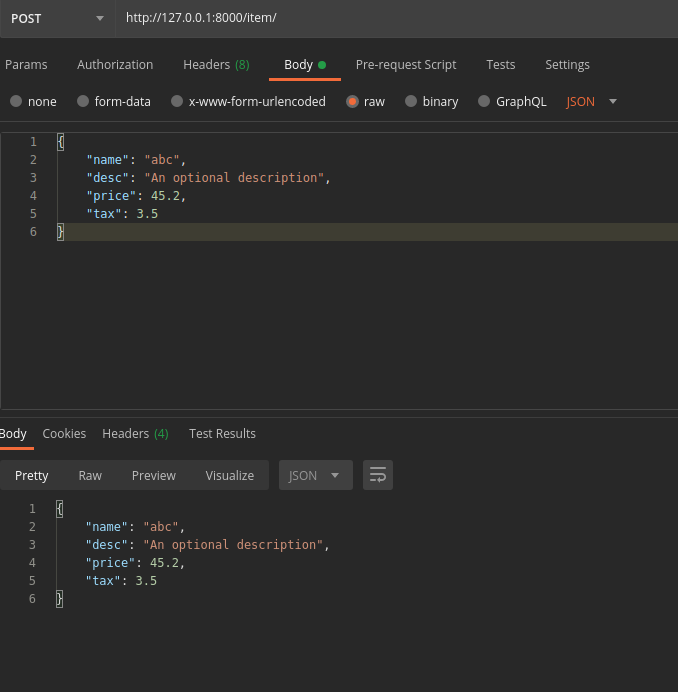 POST http://127.0.0.1:8000/item/
Params Authorization Headers (8) Body Pre-request Script Tests Settings
none form-data x-www-form-urlencoded raw binary GraphQL JSON
1 {
2 "name": "abc",
3 "desc": "An optional description",
4 "price": 45.2,
5 "tax": 3.5
6 }
Body Cookies Headers (4) Test Results
Pretty Raw Preview Visualize JSON
1 {
2 "name": "abc",
3 "desc": "An optional description",
4 "price": 45.2,
5 "tax": 3.5
6 }